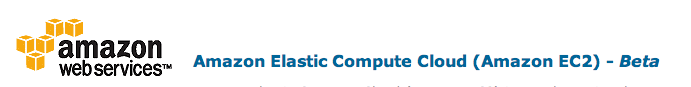 amazon
webservices™
Amazon Elastic Compute Cloud (Amazon EC2) - Beta